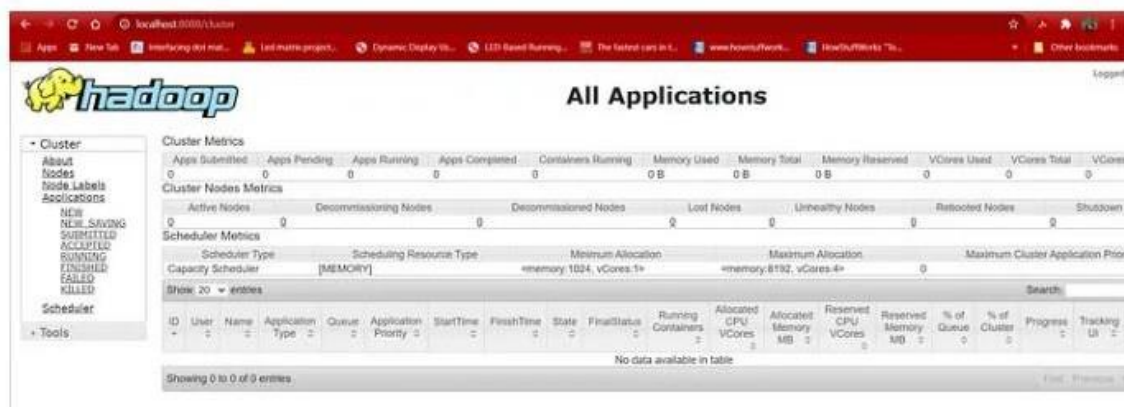 localhost:8088/cluster
Apps New Tab Interfacing dot mat... Led matrix project... Dynamic Display Us... LED Based Running... The fastest cars in t... www.howstuffwork... HowStuffWorks "Te... Other bookmarks
hadoop
All Applications
Logged
Cluster
About
Nodes
Node Labels
Applications
NEW
NEW_SAVING
SUBMITTED
ACCEPTED
RUNNING
FINISHED
FAILED
KILLED
Scheduler
Tools
Cluster Metrics
Apps Submitted Apps Pending Apps Running Apps Completed Containers Running Memory Used Memory Total Memory Reserved VCores Used VCores Total VCores
0 0 0 0 0 0 B 0 B 0 B 0 0 0
Cluster Nodes Metrics
Active Nodes Decommissioning Nodes Decommissioned Nodes Lost Nodes Unhealthy Nodes Rebooted Nodes Shutdown
0 0 0 0 0 0 0
Scheduler Metrics
Scheduler Type Scheduling Resource Type Minimum Allocation Maximum Allocation Maximum Cluster Application Prior
Capacity Scheduler [MEMORY] <memory:1024, vCores:1> <memory:8192, vCores:4> 0
Show 20 entries Search:
ID User Name Application Type Queue Application Priority StartTime FinishTime State FinalStatus Running Containers Allocated CPU VCores Allocated Memory MB Reserved CPU VCores Reserved Memory MB % of Queue % of Cluster Progress Tracking UI
No data available in table
Showing 0 to 0 of 0 entries First Previous